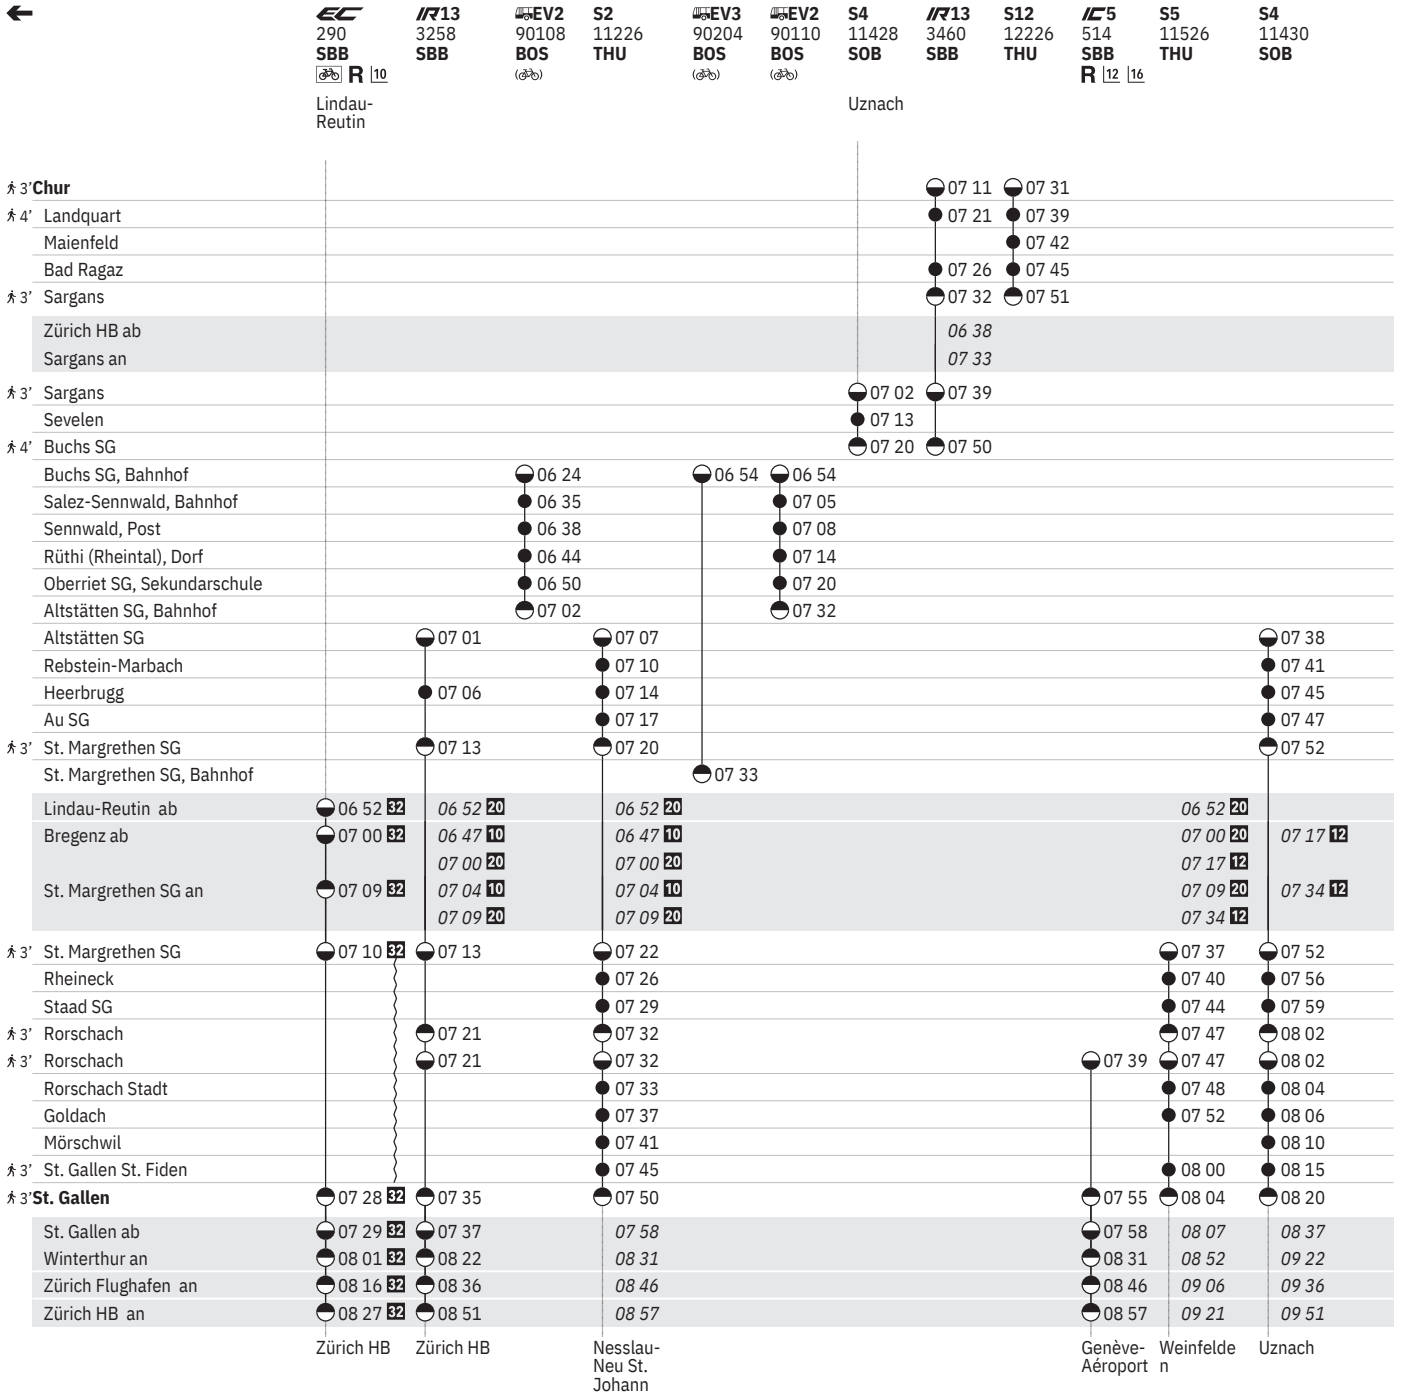 EC IR13 EV2 S2 EV3 EV2 S4 IR13 S12 IC5 S5 S4
290 3258 90108 11226 90204 90110 11428 3460 12226 514 11526 11430
SBB SBB BOS THU BOS BOS SOB SBB THU SBB THU SOB
R 10 R 12 16
Lindau- Uznach
Reutin
3' Chur 07 11 07 31
4' Landquart 07 21 07 39
Maienfeld 07 42
Bad Ragaz 07 26 07 45
3' Sargans 07 32 07 51
Zürich HB ab 06 38
Sargans an 07 33
3' Sargans 07 02 07 39
Sevelen 07 13
4' Buchs SG 07 20 07 50
Buchs SG, Bahnhof 06 24 06 54 06 54
Salez-Sennwald, Bahnhof 06 35 07 05
Sennwald, Post 06 38 07 08
Rüthi (Rheintal), Dorf 06 44 07 14
Oberriet SG, Sekundarschule 06 50 07 20
Altstätten SG, Bahnhof 07 02 07 32
Altstätten SG 07 01 07 07 07 38
Rebstein-Marbach 07 10 07 41
Heerbrugg 07 06 07 14 07 45
Au SG 07 17 07 47
3' St. Margrethen SG 07 13 07 20 07 52
St. Margrethen SG, Bahnhof 07 33
Lindau-Reutin ab 06 52 32 06 52 20 06 52 20 06 52 20
Bregenz ab 07 00 32 06 47 10 06 47 10 07 00 20 07 17 12
07 00 20 07 00 20 07 17 12
St. Margrethen SG an 07 09 32 07 04 10 07 04 10 07 09 20 07 34 12
07 09 20 07 09 20 07 34 12
3' St. Margrethen SG 07 10 32 07 13 07 22 07 37 07 52
Rheineck 07 26 07 40 07 56
Staad SG 07 29 07 44 07 59
3' Rorschach 07 21 07 32 07 47 08 02
3' Rorschach 07 21 07 32 07 39 07 47 08 02
Rorschach Stadt 07 33 07 48 08 04
Goldach 07 37 07 52 08 06
Mörschwil 07 41 08 10
3' St. Gallen St. Fiden 07 45 08 00 08 15
3' St. Gallen 07 28 32 07 35 07 50 07 55 08 04 08 20
St. Gallen ab 07 29 32 07 37 07 58 07 58 08 07 08 37
Winterthur an 08 01 32 08 22 08 31 08 31 08 52 09 22
Zürich Flughafen an 08 16 32 08 36 08 46 08 46 09 06 09 36
Zürich HB an 08 27 32 08 51 08 57 08 57 09 21 09 51
Zürich HB Zürich HB Nesslau- Genève- Weinfelde Uznach
Neu St. Aéroport n
Johann